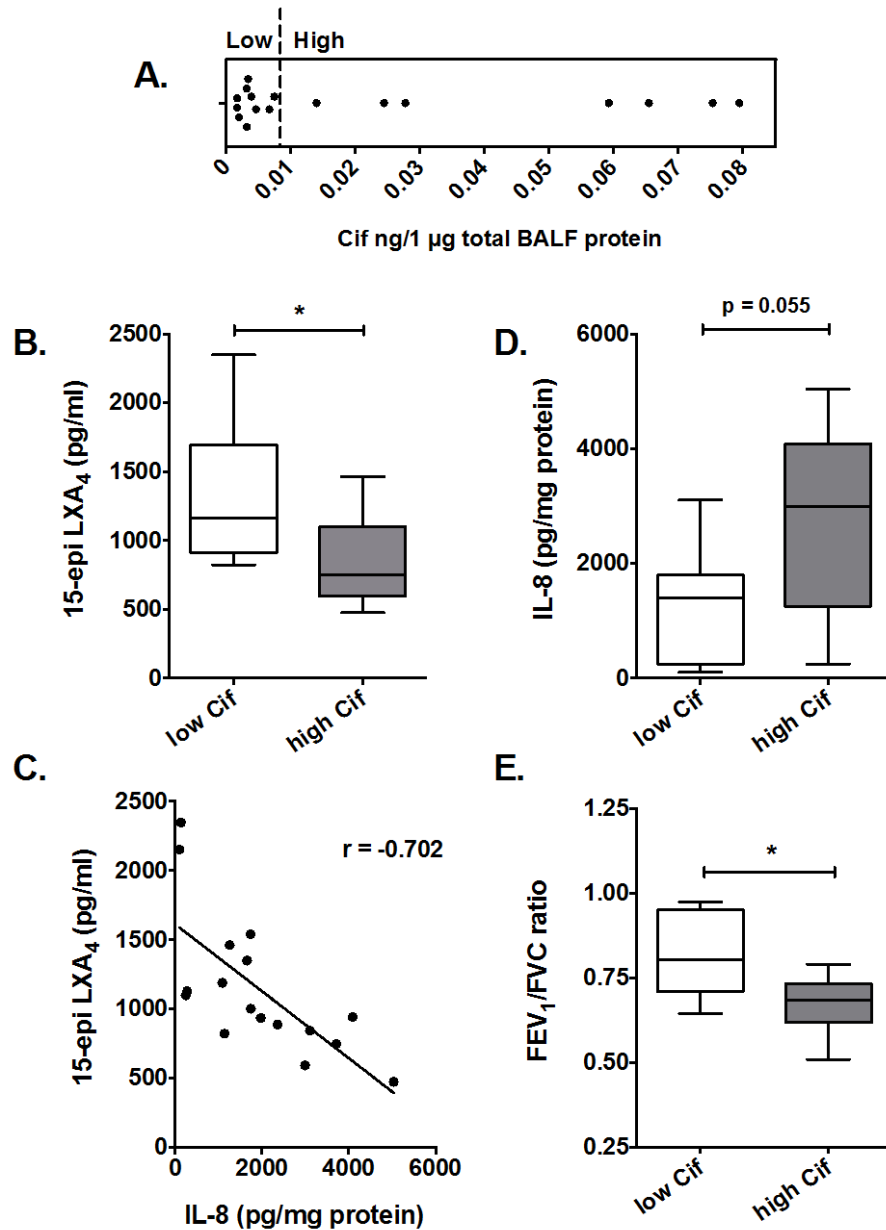 A.
Low High
0 0.01 0.02 0.03 0.04 0.05 0.06 0.07 0.08
Cif ng/1 µg total BALF protein
B.
*
2500
2000
1500
1000
500
0
15-epi LXA4 (pg/ml)
low Cif high Cif
D.
p = 0.055
6000
4000
2000
0
IL-8 (pg/mg protein)
low Cif high Cif
C.
r = -0.702
2500
2000
1500
1000
500
0
15-epi LXA4 (pg/ml)
0 2000 4000 6000
IL-8 (pg/mg protein)
E.
*
1.25
1.00
0.75
0.50
0.25
FEV1/FVC ratio
low Cif high Cif